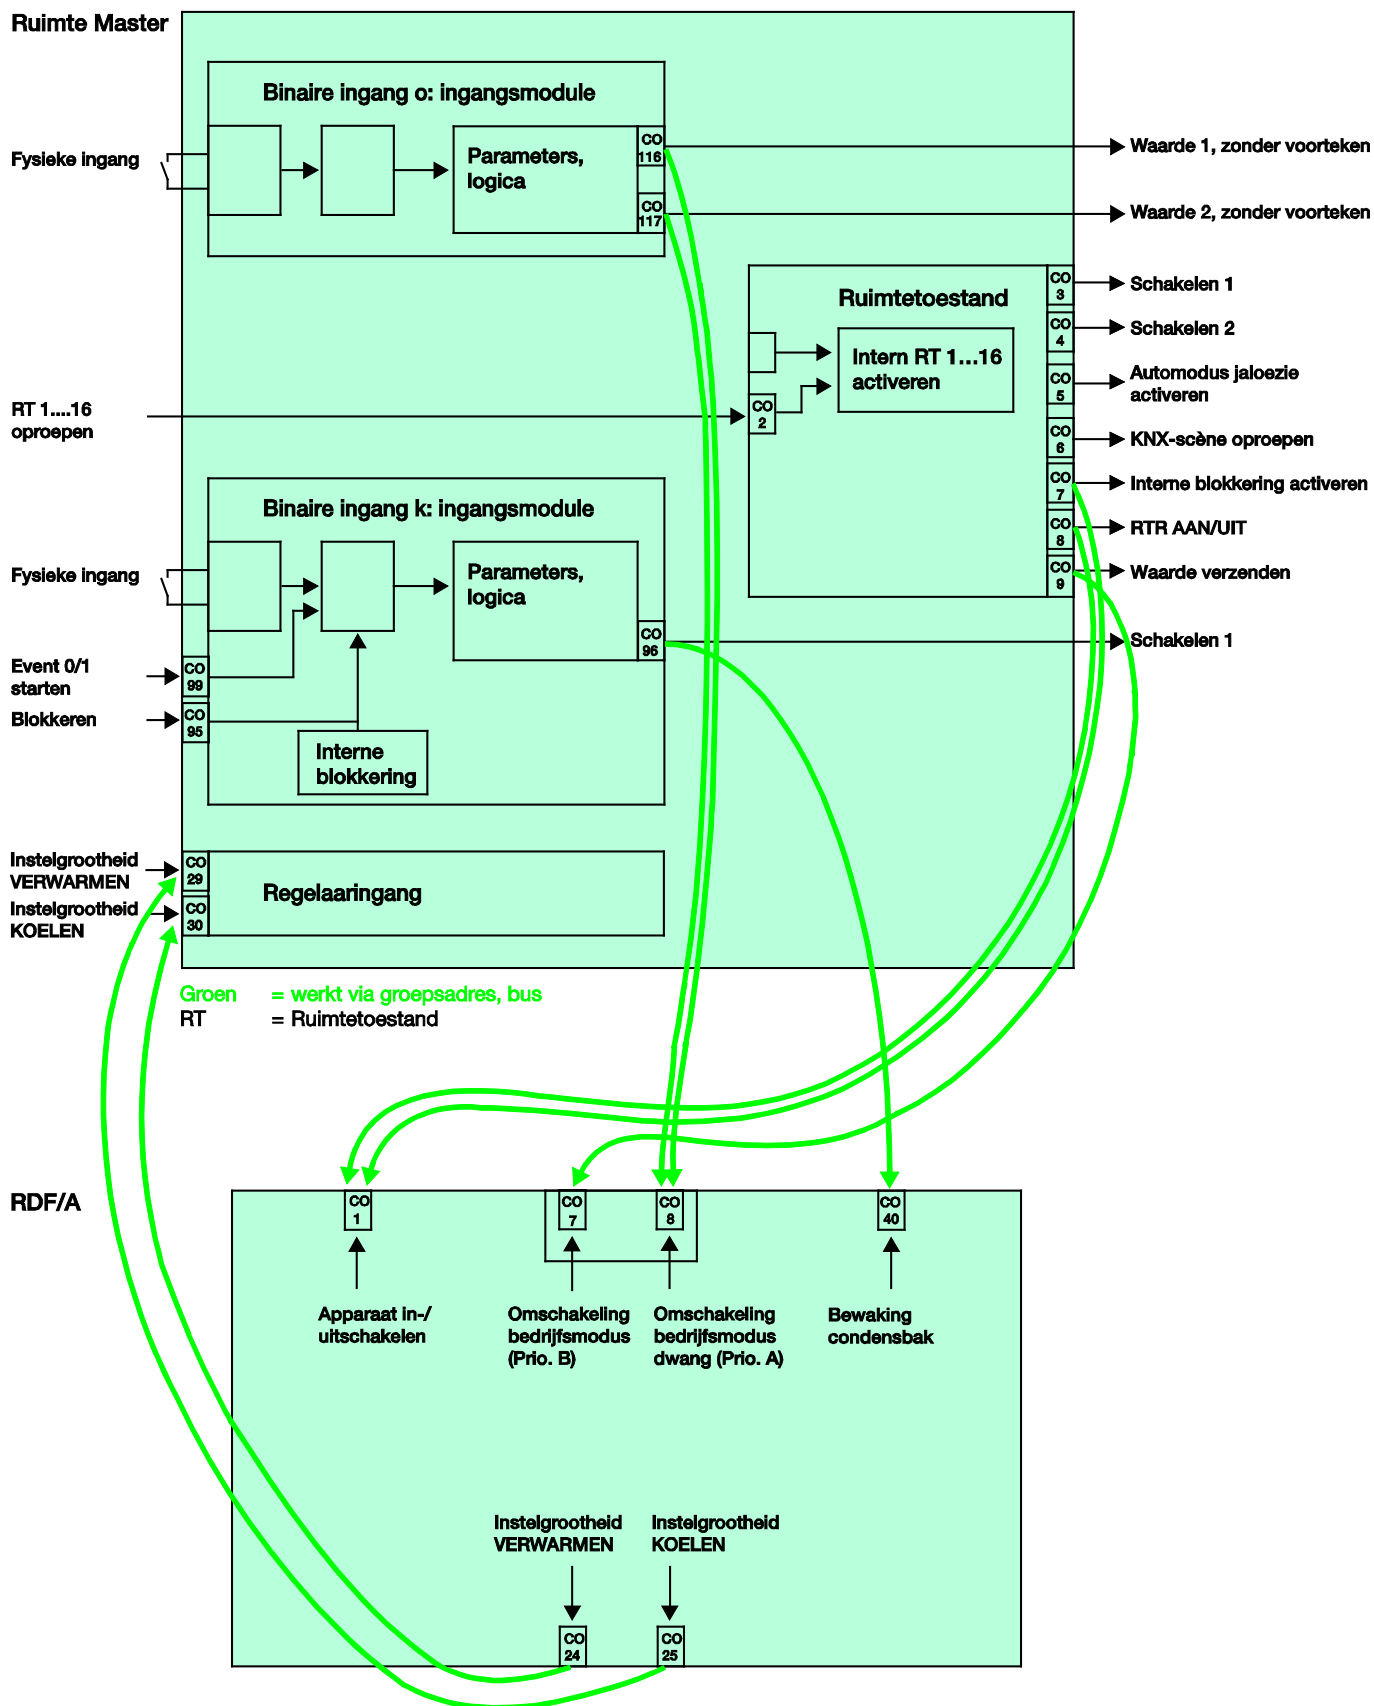 Ruimte Master
Binaire ingang o: ingangsmodule
Fysieke ingang
Parameters,
logica
CO
116
CO
117
Waarde 1, zonder voorteken
Waarde 2, zonder voorteken
Ruimtetoestand
Intern RT 1...16
activeren
CO
3
CO
4
CO
5
CO
6
CO
7
CO
8
CO
9
Schakelen 1
Schakelen 2
Automodus jaloezie
activeren
KNX-scène oproepen
Interne blokkering activeren
RTR AAN/UIT
Waarde verzenden
RT 1....16
oproepen
CO
2
Binaire ingang k: ingangsmodule
Fysieke ingang
Parameters,
logica
CO
96
Schakelen 1
Event 0/1
starten
CO
99
Blokkeren
CO
95
Interne
blokkering
Instelgrootheid
VERWARMEN
CO
29
Instelgrootheid
KOELEN
CO
30
Regelaaringang
Groen = werkt via groepsadres, bus
RT = Ruimtetoestand
RDF/A
CO
1
CO
7
CO
8
CO
40
Apparaat in-/
uitschakelen
Omschakeling
bedrijfsmodus
(Prio. B)
Omschakeling
bedrijfsmodus
dwang (Prio. A)
Bewaking
condensbak
Instelgrootheid
VERWARMEN
Instelgrootheid
KOELEN
CO
24
CO
25